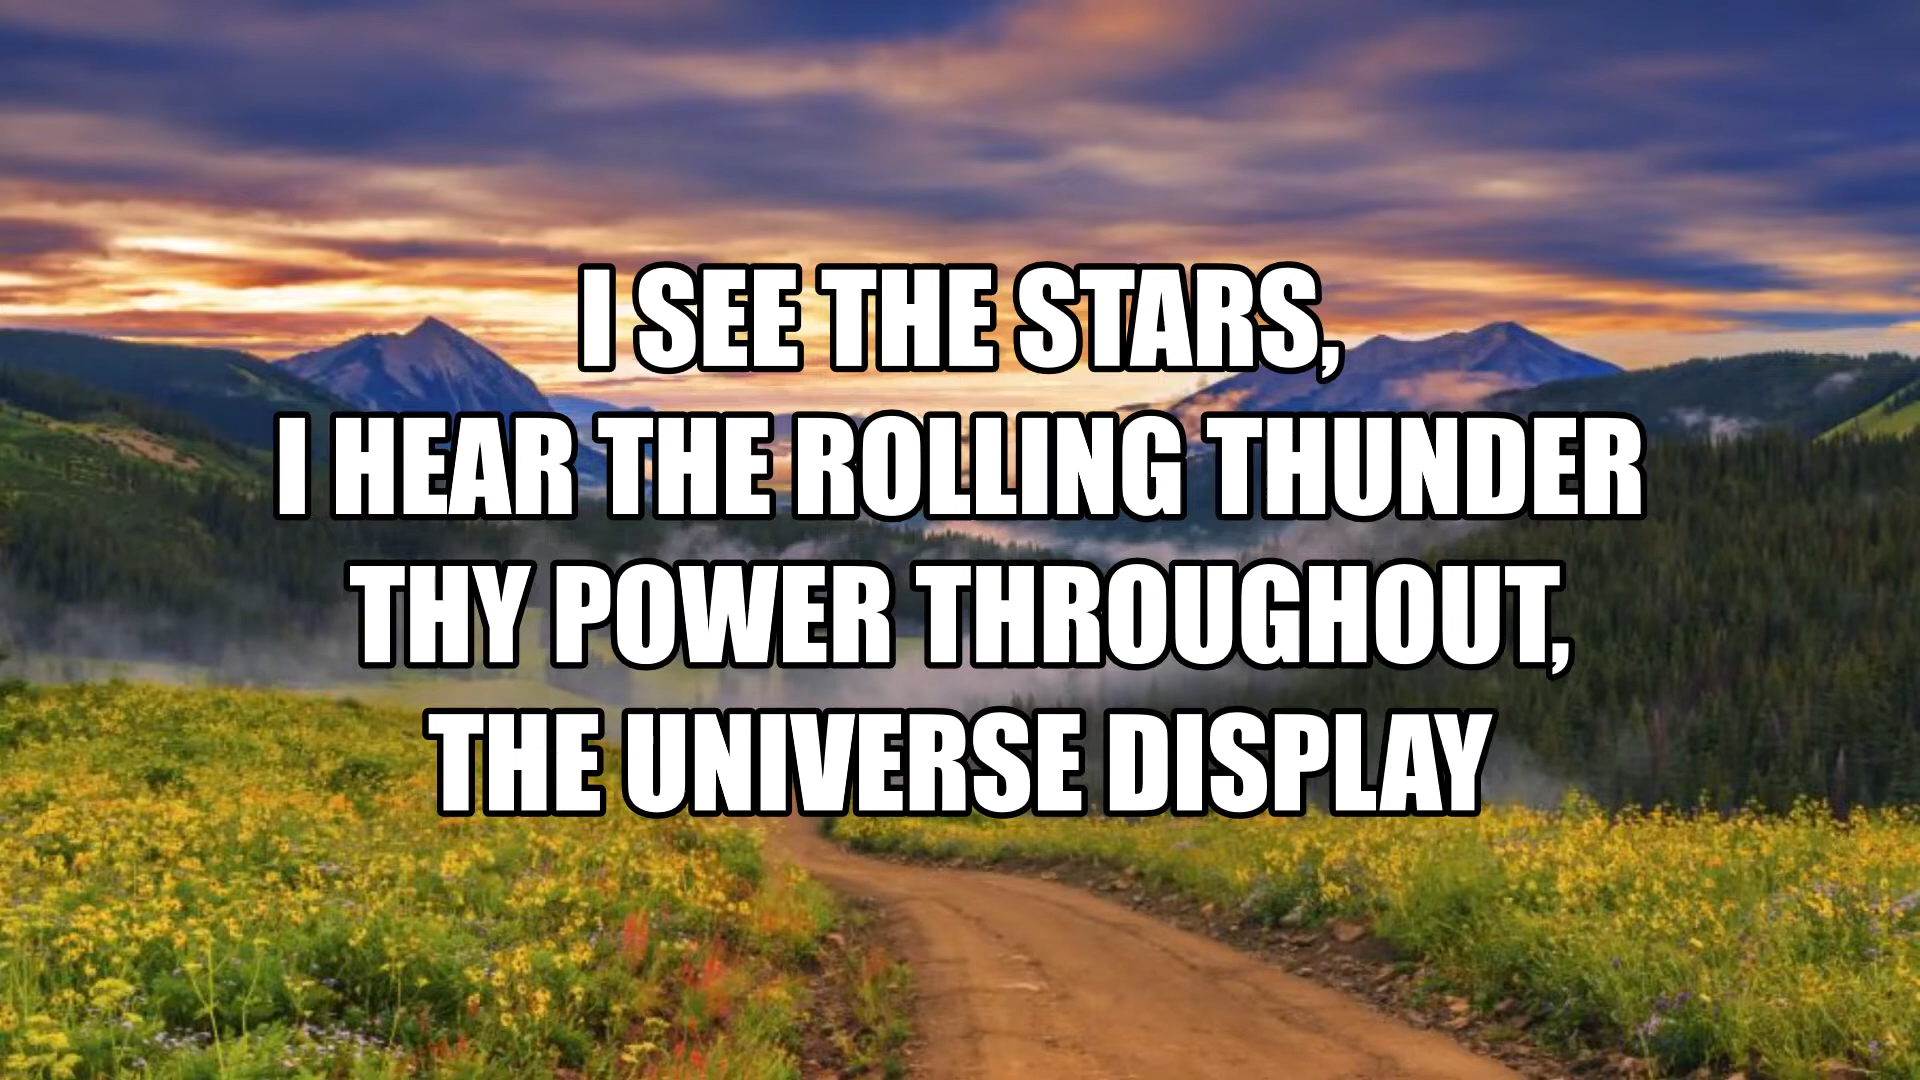 I SEE THE STARS,
I HEAR THE ROLLING THUNDER
THY POWER THROUGHOUT,
THE UNIVERSE DISPLAY